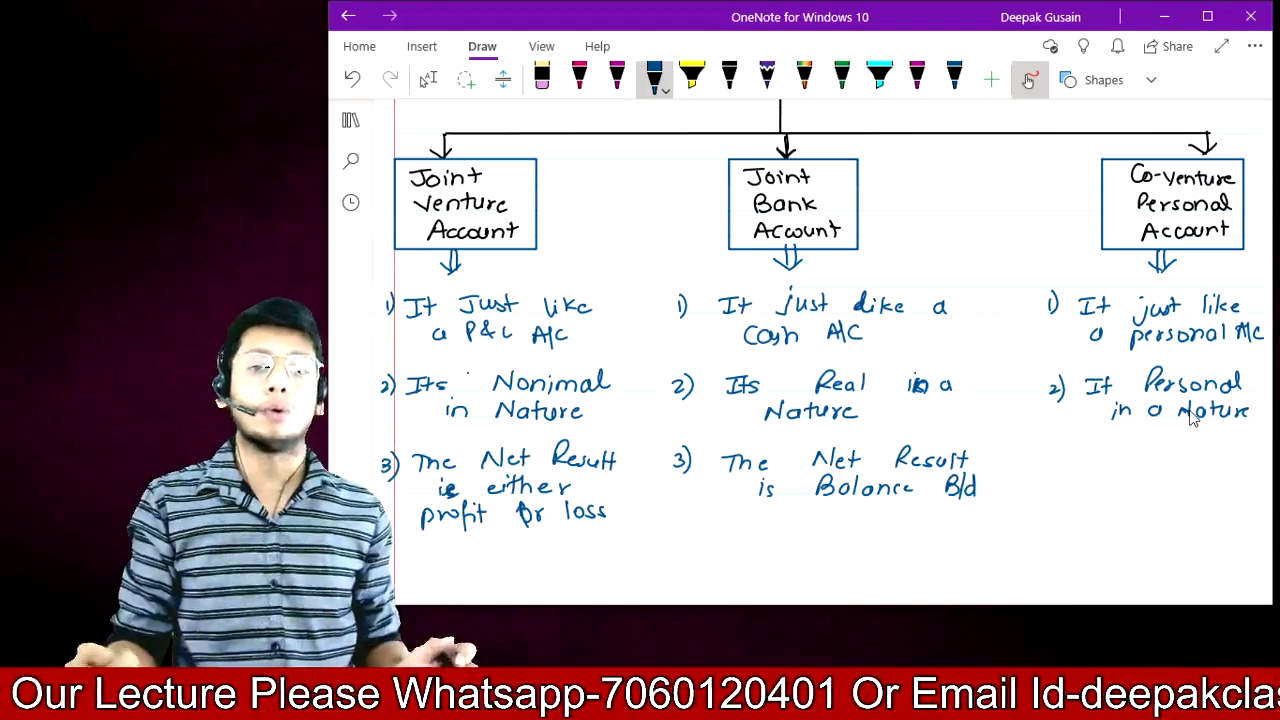 OneNote for Windows 10
Deepak Gusain
Home Insert Draw View Help Share
Shapes
Joint
Venture
Account
Joint
Bank
Account
Co-venture
Personal
Account
1) It Just like
a P&L A/C
2) Its Nonimal
in Nature
3) The Net Result
is either
profit or loss
1) It just like a
Cash A/C
2) Its Real in a
Nature
3) The Net Result
is Balance B/d
1) It just like
a personal A/C
2) It Personal
in a Nature
Our Lecture Please Whatsapp-7060120401 Or Email Id-deepakclas